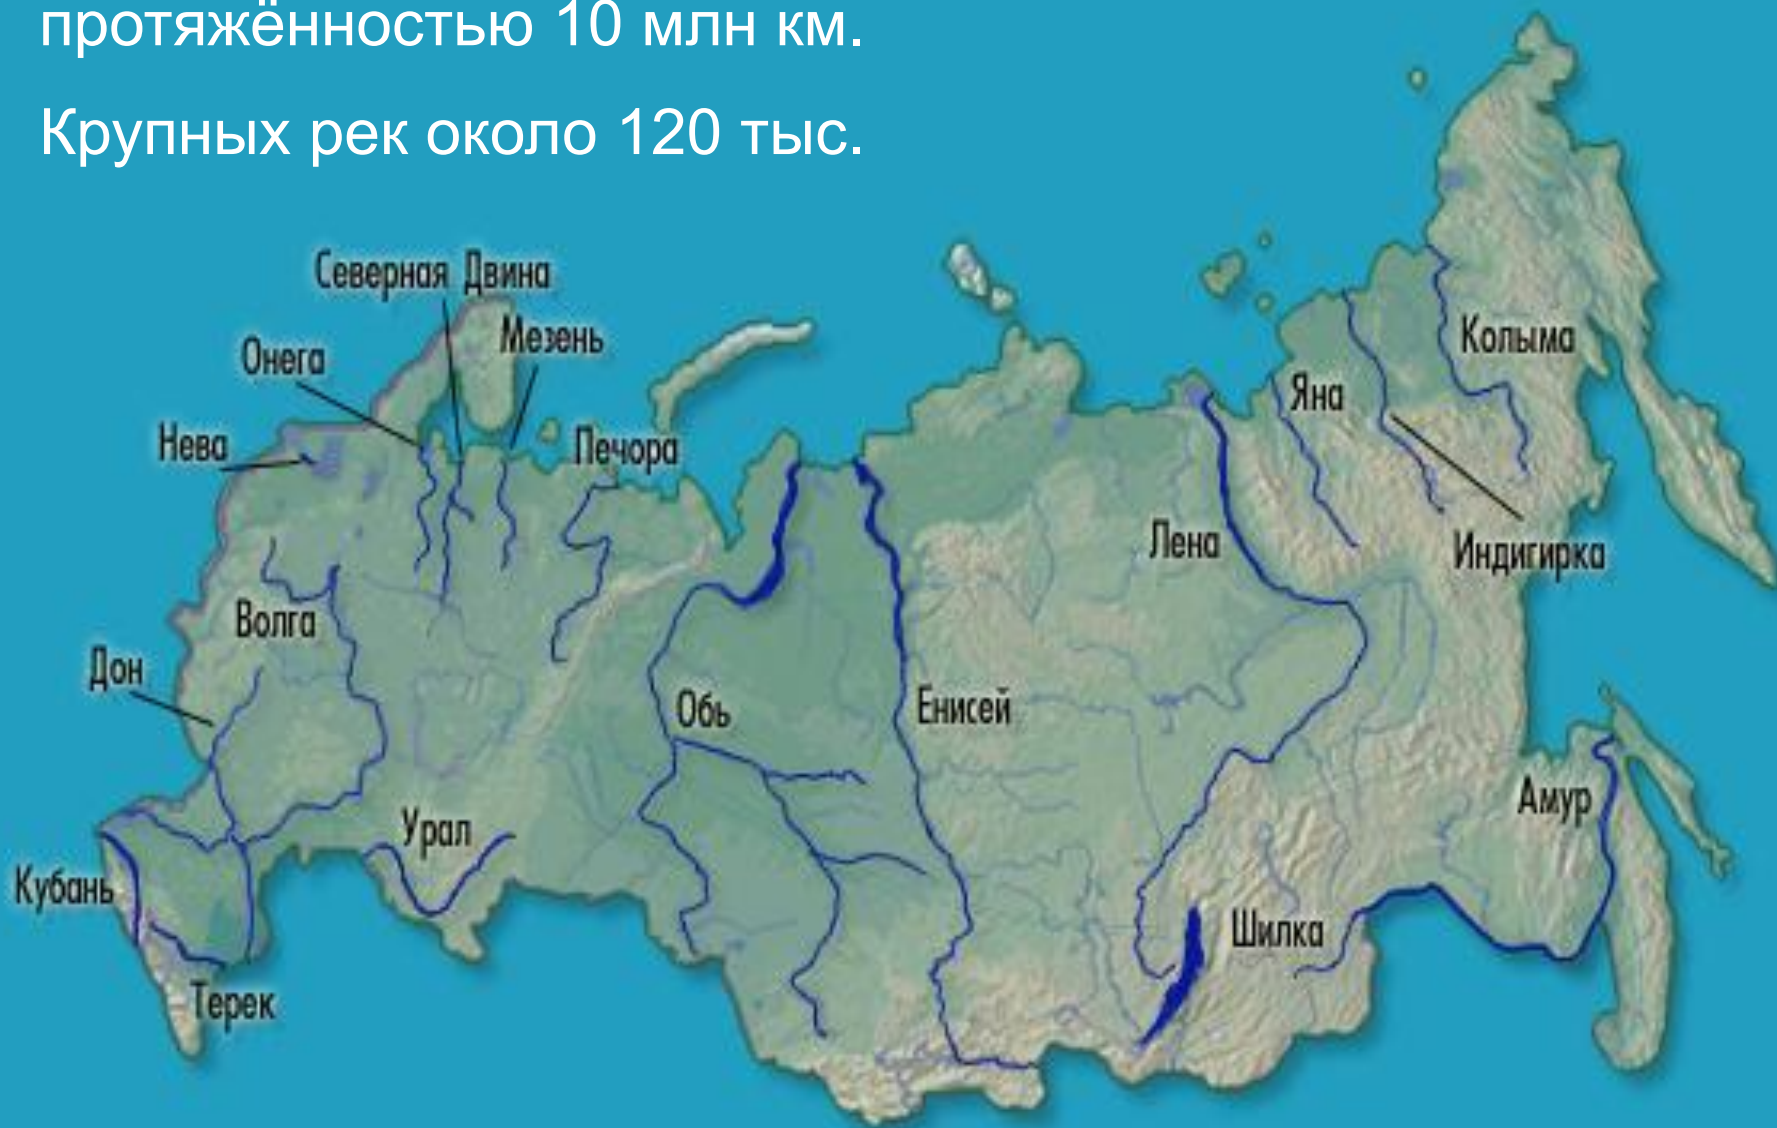 протяжённостью 10 млн км.
Крупных рек около 120 тыс.
Северная Двина
Мезень
Онега
Нева
Печора
Колыма
Яна
Лена
Индигирка
Волга
Дон
Обь
Енисей
Амур
Урал
Кубань
Шилка
Терек